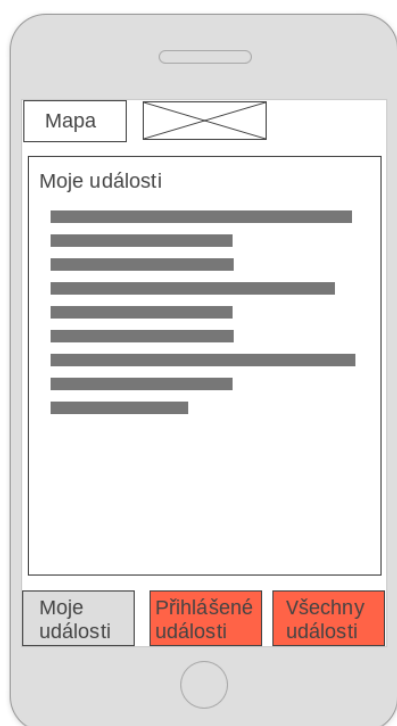 Mapa
Moje události
Moje
události
Přihlášené
události
Všechny
události